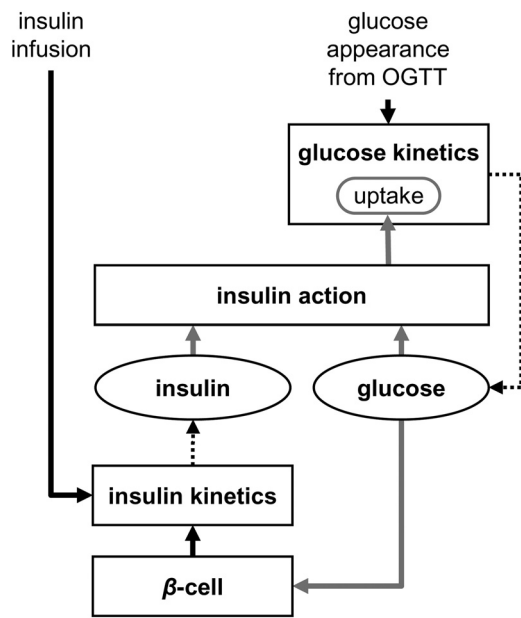 insulin
infusion
glucose
appearance
from OGTT
glucose kinetics
uptake
insulin action
insulin
glucose
insulin kinetics
β-cell